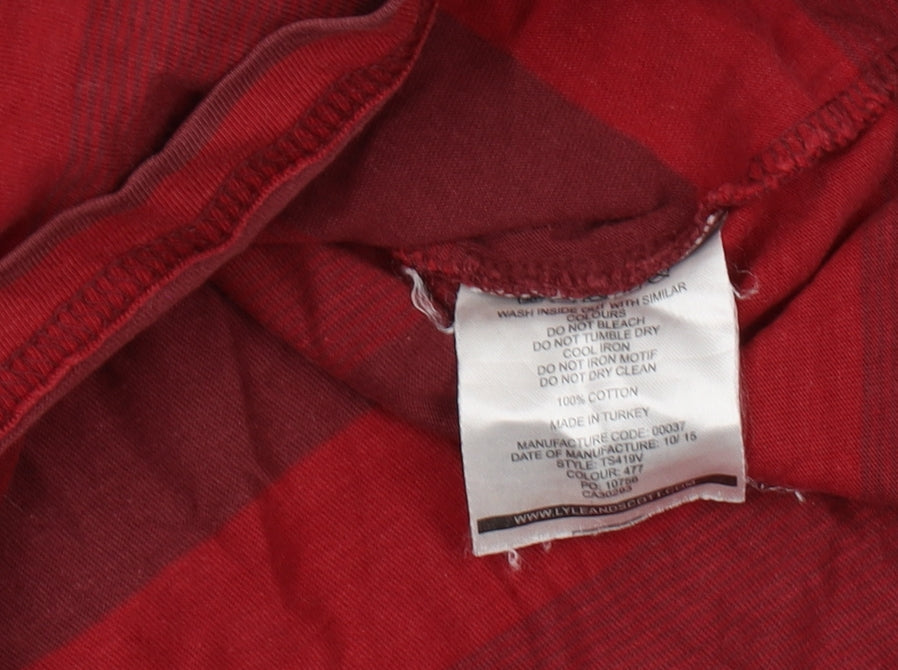 WASH INSIDE OUT WITH SIMILAR
COLOURS
DO NOT BLEACH
DO NOT TUMBLE DRY
COOL IRON
DO NOT IRON MOTIF
DO NOT DRY CLEAN
100% COTTON
MADE IN TURKEY
MANUFACTURE CODE: 00037
DATE OF MANUFACTURE: 10/ 15
STYLE: TS419V
COLOUR: 477
PO: 10756
WWW.LYLEANDSCOTT.COM